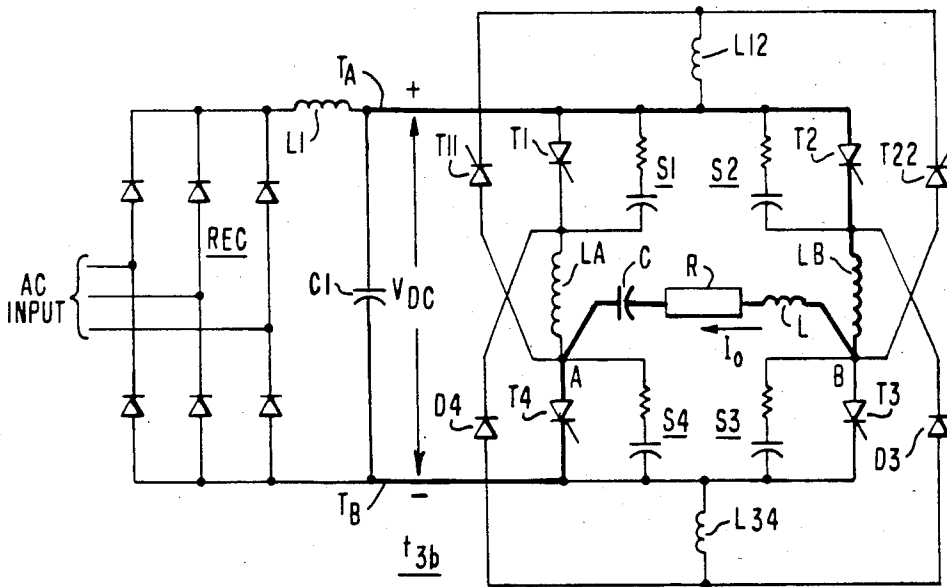 L12
TA
+
L1
T11
T1
S1
S2
T2
T22
REC
LA
LB
C
R
AC
INPUT
C1
VDC
L
I0
A
B
D4
T4
S4
S3
T3
D3
TB
−
L34
t3b